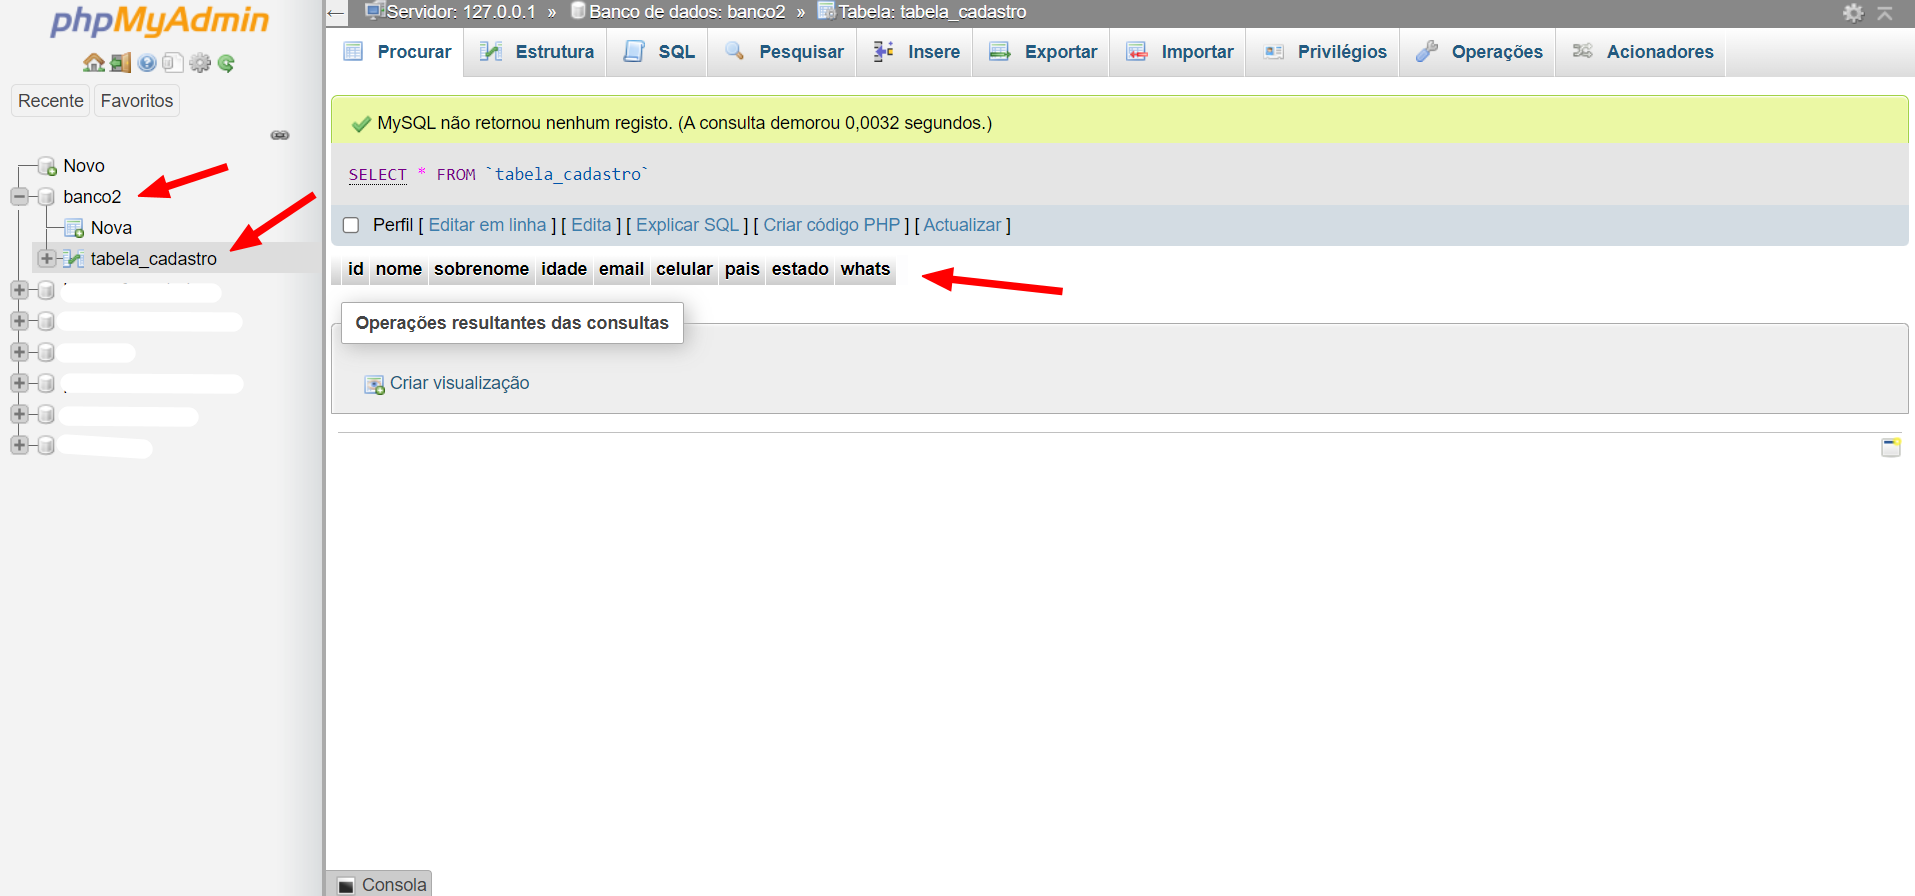 phpMyAdmin
Recente Favoritos
Novo
banco2
Nova
tabela_cadastro
Servidor: 127.0.0.1 » Banco de dados: banco2 » Tabela: tabela_cadastro
Procurar Estrutura SQL Pesquisar Insere Exportar Importar Privilégios Operações Acionadores
MySQL não retornou nenhum registo. (A consulta demorou 0,0032 segundos.)
SELECT * FROM `tabela_cadastro`
Perfil [ Editar em linha ] [ Edita ] [ Explicar SQL ] [ Criar código PHP ] [ Actualizar ]
id nome sobrenome idade email celular pais estado whats
Operações resultantes das consultas
Criar visualização
Consola